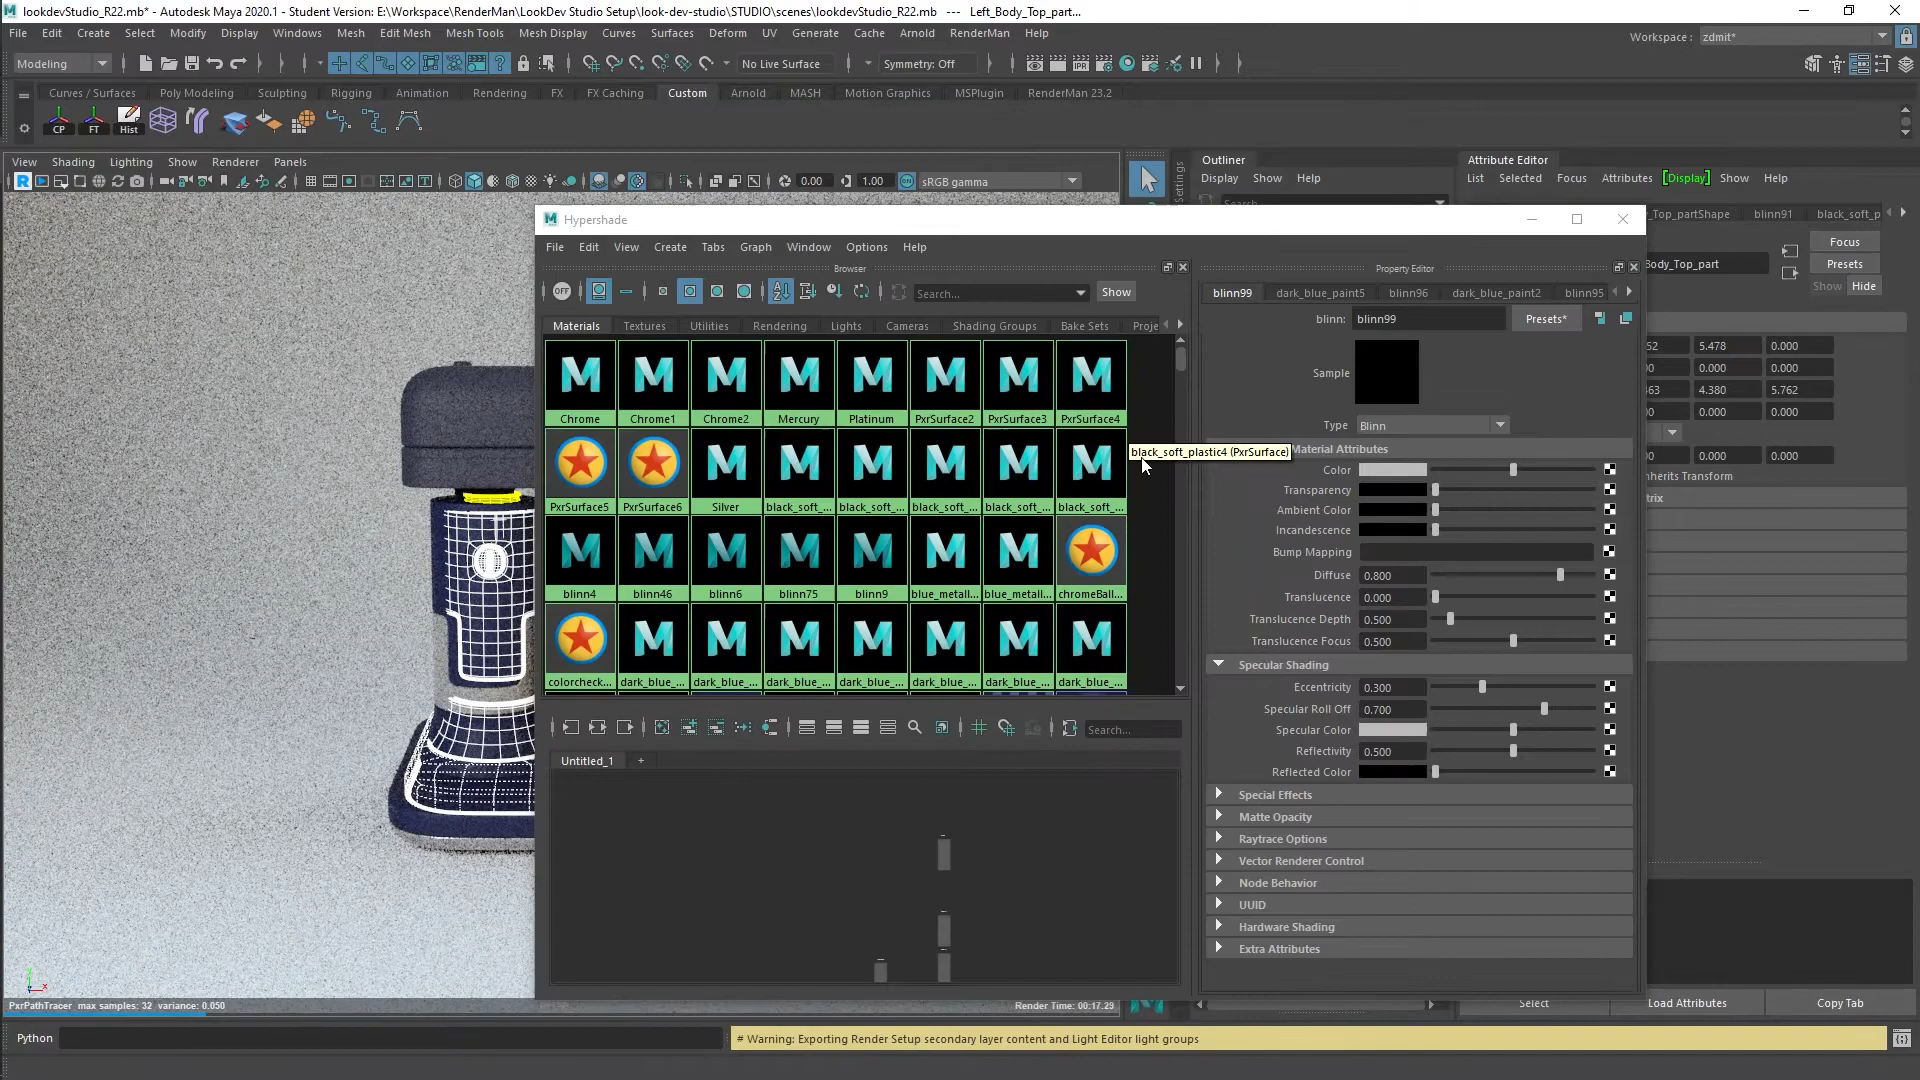 lookdevStudio_R22.mb* - Autodesk Maya 2020.1 - Student Version: E:\Workspace\RenderMan\LookDev Studio Setup\look-dev-studio\STUDIO\scenes\lookdevStudio_R22.mb --- Left_Body_Top_part...
File Edit Create Select Modify Display Windows Mesh Edit Mesh Mesh Tools Mesh Display Curves Surfaces Deform UV Generate Cache Arnold RenderMan Help
Workspace : zdmit*
Modeling No Live Surface Symmetry: Off
Curves / Surfaces Poly Modeling Sculpting Rigging Animation Rendering FX FX Caching Custom Arnold MASH Motion Graphics MSPlugin RenderMan 23.2
CP FT Hist
View Shading Lighting Show Renderer Panels
0.00 1.00 sRGB gamma
Outliner
Display Show Help
Search...
Attribute Editor
List Selected Focus Attributes [Display] Show Help
_Top_partShape blinn91 black_soft_p
Focus
Body_Top_part Presets
Show Hide
52 5.478 0.000
00 0.000 0.000
463 4.380 5.762
00 0.000 0.000
00 0.000 0.000
nherits Transform
trix
Hypershade
File Edit View Create Tabs Graph Window Options Help
Browser
OFF Search... Show
Materials Textures Utilities Rendering Lights Cameras Shading Groups Bake Sets Proje
Chrome Chrome1 Chrome2 Mercury Platinum PxrSurface2 PxrSurface3 PxrSurface4
PxrSurface5 PxrSurface6 Silver black_soft_... black_soft_... black_soft_... black_soft_... black_soft_...
blinn4 blinn46 blinn6 blinn75 blinn9 blue_metall... blue_metall... chromeBall...
colorcheck... dark_blue_... dark_blue_... dark_blue_... dark_blue_... dark_blue_... dark_blue_... dark_blue_...
black_soft_plastic4 (PxrSurface)
Search...
Untitled_1 +
Property Editor
blinn99 dark_blue_paint5 blinn96 dark_blue_paint2 blinn95
blinn: blinn99 Presets*
Sample
Type Blinn
Material Attributes
Color
Transparency
Ambient Color
Incandescence
Bump Mapping
Diffuse 0.800
Translucence 0.000
Translucence Depth 0.500
Translucence Focus 0.500
Specular Shading
Eccentricity 0.300
Specular Roll Off 0.700
Specular Color
Reflectivity 0.500
Reflected Color
Special Effects
Matte Opacity
Raytrace Options
Vector Renderer Control
Node Behavior
UUID
Hardware Shading
Extra Attributes
Select Load Attributes Copy Tab
PxrPathTracer max samples: 32 variance: 0.050
Render Time: 00:17.29
Python
# Warning: Exporting Render Setup secondary layer content and Light Editor light groups